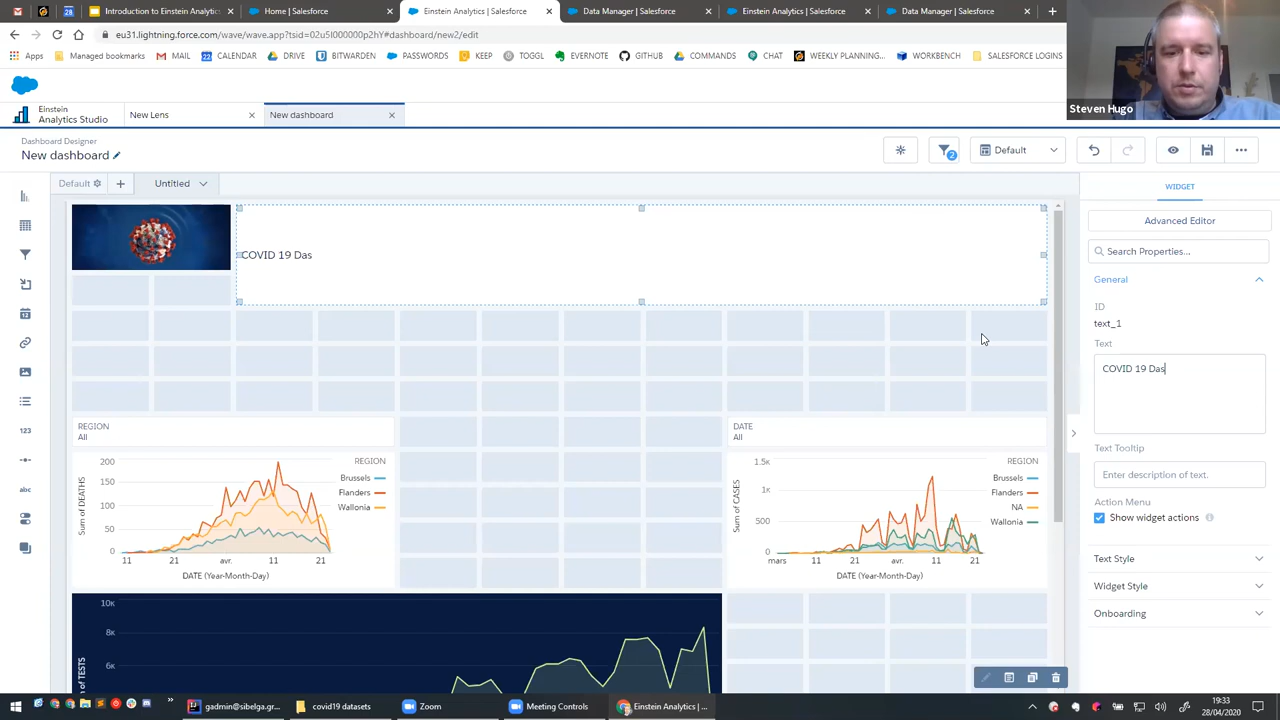 Introduction to Einstein Analytic
Home | Salesforce
Einstein Analytics | Salesforce
Data Manager | Salesforce
Einstein Analytics | Salesforce
Data Manager | Salesforce
eu31.lightning.force.com/wave/wave.app?tsid=02u5I000000p2hY#dashboard/new2/edit
Apps
Managed bookmarks
MAIL
CALENDAR
DRIVE
BITWARDEN
PASSWORDS
KEEP
TOGGL
EVERNOTE
GITHUB
COMMANDS
CHAT
WEEKLY PLANNING...
WORKBENCH
SALESFORCE LOGINS
Steven Hugo
Einstein
Analytics Studio
New Lens
New dashboard
Dashboard Designer
New dashboard
2
Default
Default
Untitled
WIDGET
Advanced Editor
Search Properties...
General
ID
text_1
Text
COVID 19 Das
Text Tooltip
Enter description of text.
Action Menu
Show widget actions
Text Style
Widget Style
Onboarding
COVID 19 Das
REGION
All
DATE
All
200
150
100
50
0
Sum of DEATHS
11
21
avr.
11
21
DATE (Year-Month-Day)
REGION
Brussels
Flanders
Wallonia
1.5K
1K
500
0
Sum of CASES
mars
11
21
avr.
11
21
DATE (Year-Month-Day)
REGION
Brussels
Flanders
NA
Wallonia
10K
8K
6K
n of TESTS
123
abc
gadmin@sibelga.gr...
covid19 datasets
Zoom
Meeting Controls
Einstein Analytics | ...
19:33
28/04/2020